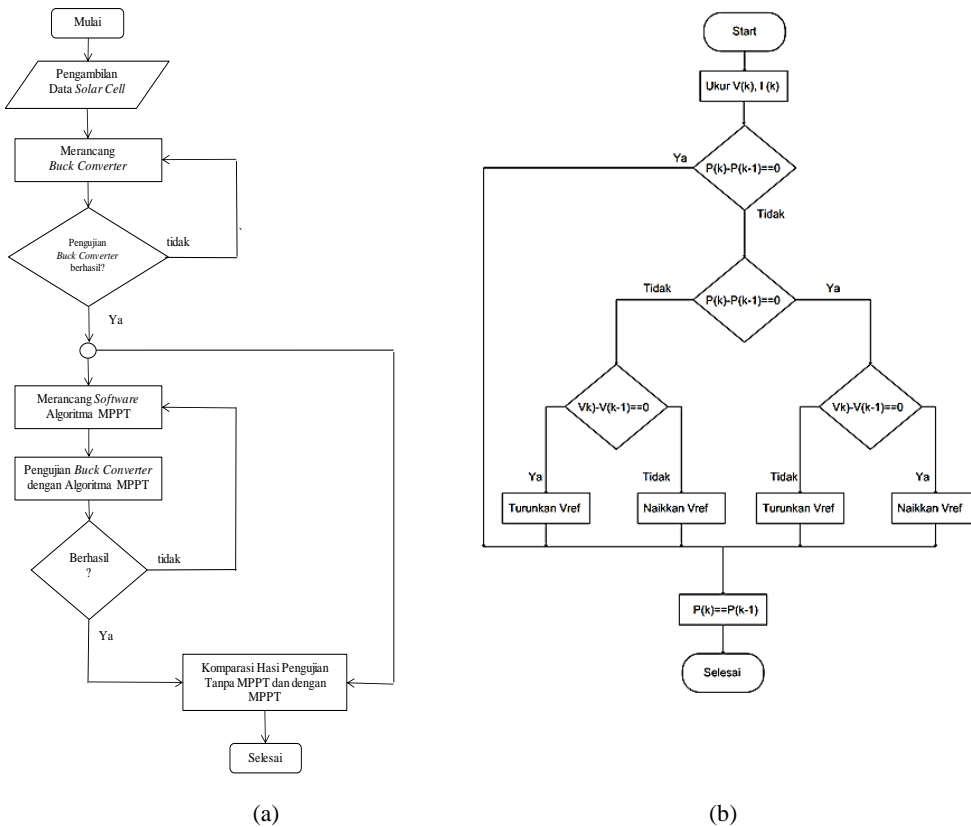 Mulai
Pengambilan
Data Solar Cell
Merancang
Buck Converter
Pengujian
Buck Converter
berhasil?
tidak
Ya
Merancang Software
Algoritma MPPT
Pengujian Buck Converter
dengan Algoritma MPPT
Berhasil
?
tidak
Ya
Komparasi Hasi Pengujian
Tanpa MPPT dan dengan
MPPT
Selesai
(a)
Start
Ukur V(k), I (k)
Ya
P(k)-P(k-1)==0
Tidak
Tidak
P(k)-P(k-1)==0
Ya
Vk)-V(k-1)==0
Vk)-V(k-1)==0
Ya
Tidak
Tidak
Ya
Turunkan Vref
Naikkan Vref
Turunkan Vref
Naikkan Vref
P(k)==P(k-1)
Selesai
(b)